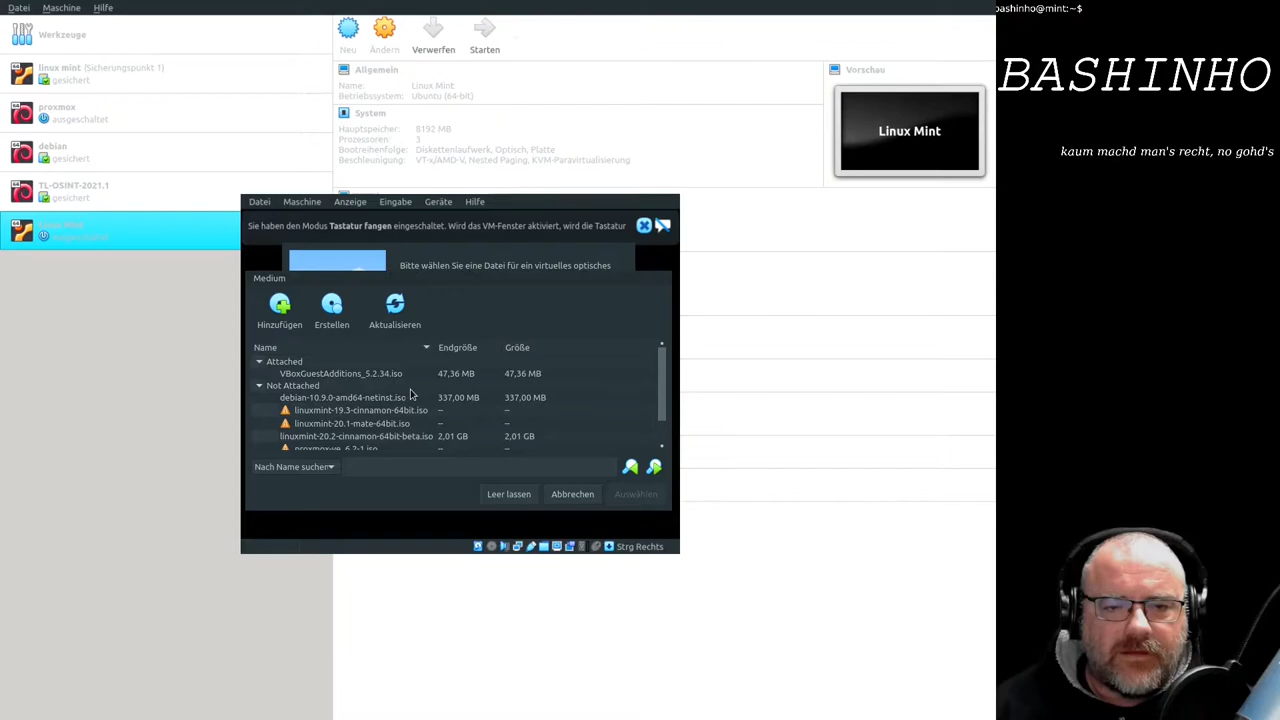 Datei Maschine Hilfe
bashinho@mint:~$
Werkzeuge
Neu Ändern Verwerfen Starten
linux mint (Sicherungspunkt 1)
gesichert
proxmox
ausgeschaltet
debian
gesichert
TL-OSINT-2021.1
gesichert
Linux Mint
ausgeschaltet
Allgemein
Name: Linux Mint
Betriebssystem: Ubuntu (64-bit)
System
Hauptspeicher: 8192 MB
Prozessoren: 3
Bootreihenfolge: Diskettenlaufwerk, Optisch, Platte
Beschleunigung: VT-x/AMD-V, Nested Paging, KVM-Paravirtualisierung
Vorschau
Linux Mint
BASHINHO
kaum machd man's recht, no gohd's
Datei Maschine Anzeige Eingabe Geräte Hilfe
Sie haben den Modus Tastatur fangen eingeschaltet. Wird das VM-Fenster aktiviert, wird die Tastatur
Bitte wählen Sie eine Datei für ein virtuelles optisches
Medium
Hinzufügen Erstellen Aktualisieren
Name Endgröße Größe
Attached
VBoxGuestAdditions_5.2.34.iso 47,36 MB 47,36 MB
Not Attached
debian-10.9.0-amd64-netinst.iso 337,00 MB 337,00 MB
linuxmint-19.3-cinnamon-64bit.iso -- --
linuxmint-20.1-mate-64bit.iso -- --
linuxmint-20.2-cinnamon-64bit-beta.iso 2,01 GB 2,01 GB
proxmox-ve_6.2-1.iso -- --
Nach Name suchen
Leer lassen Abbrechen Auswählen
Strg Rechts